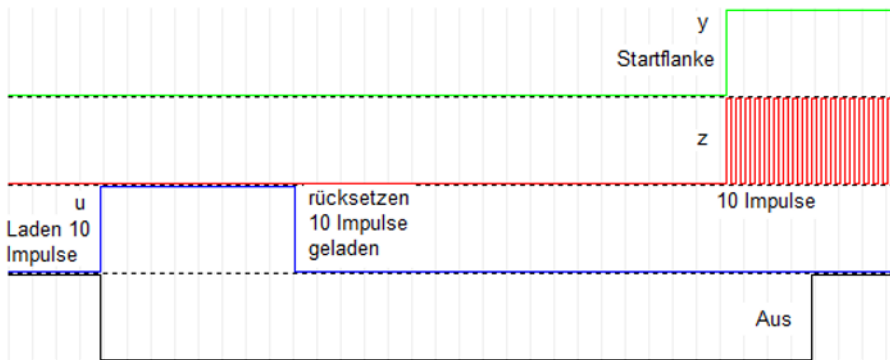 y
Startflanke
z
u
Laden 10
Impulse
rücksetzen
10 Impulse
geladen
10 Impulse
Aus